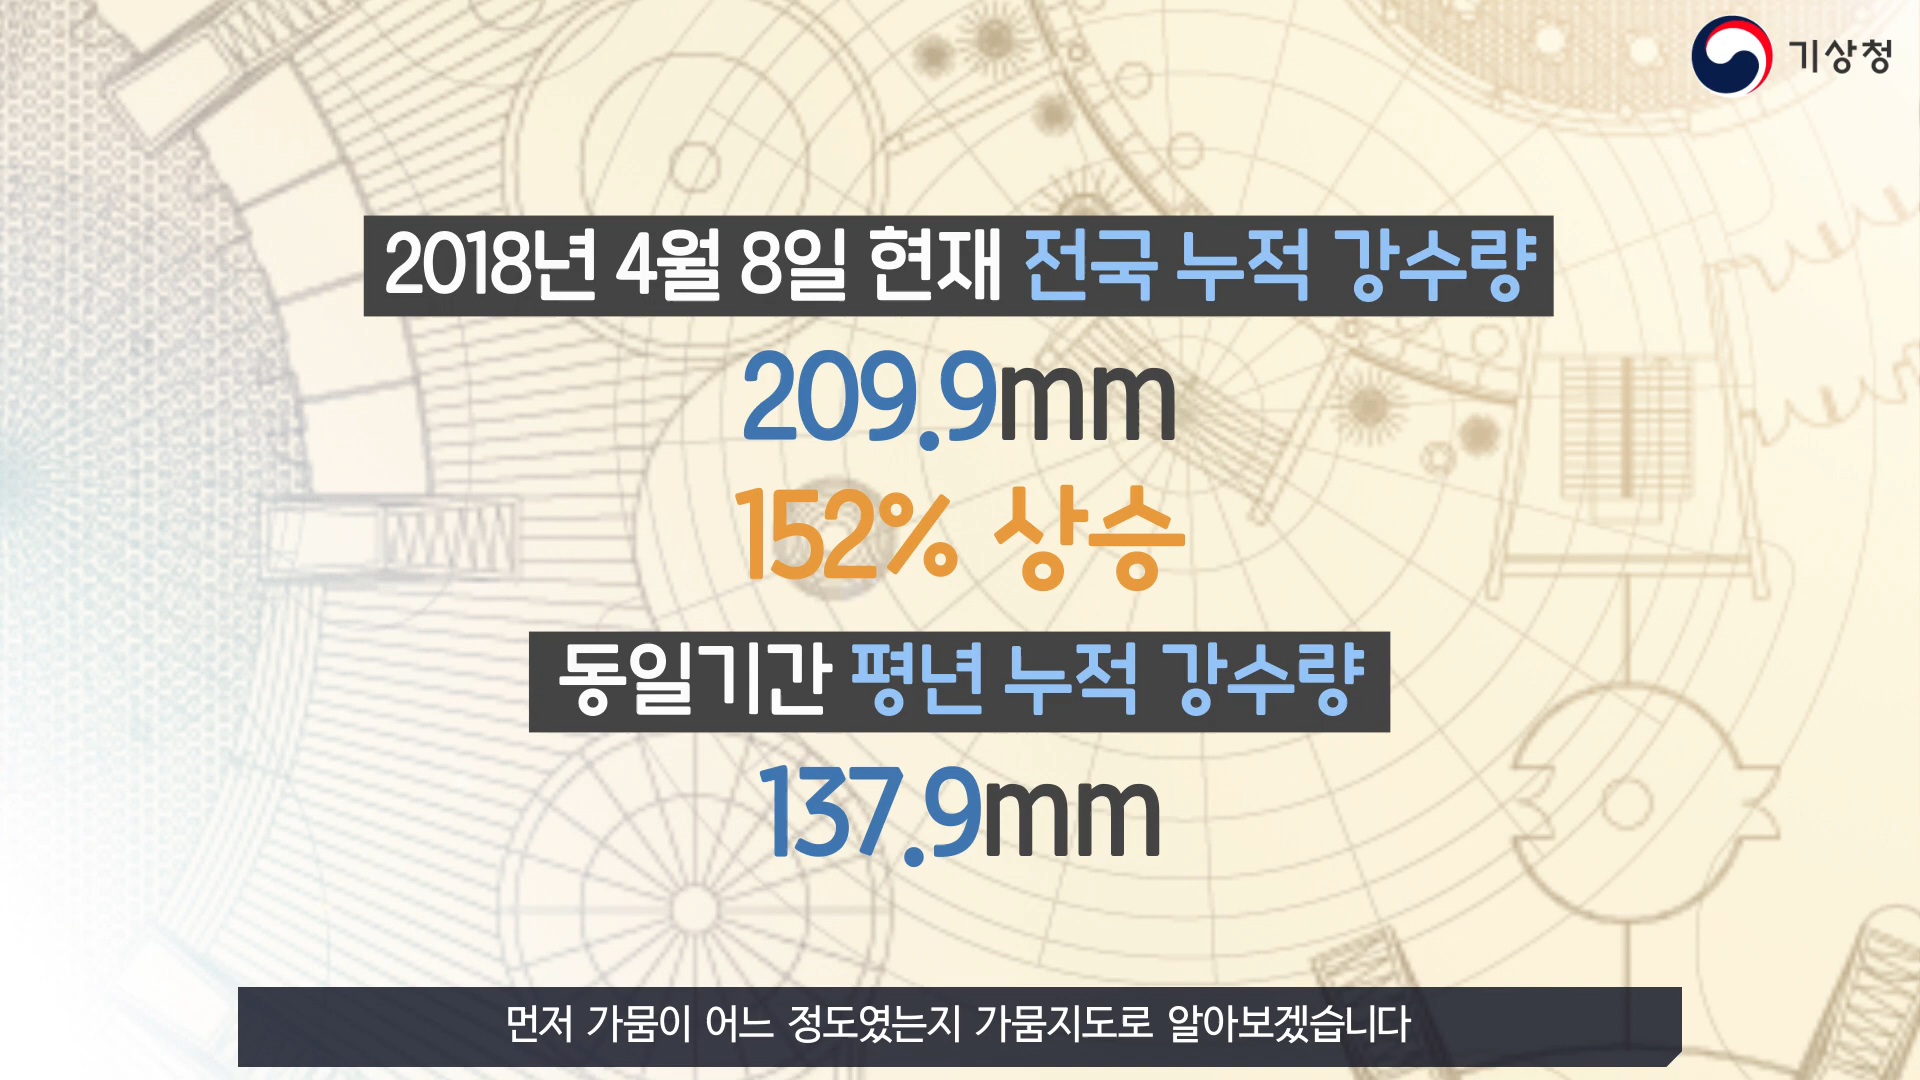 기상청
2018년 4월 8일 현재 전국 누적 강수량
209.9mm
152% 상승
동일기간 평년 누적 강수량
137.9mm
먼저 가뭄이 어느 정도였는지 가뭄지도로 알아보겠습니다